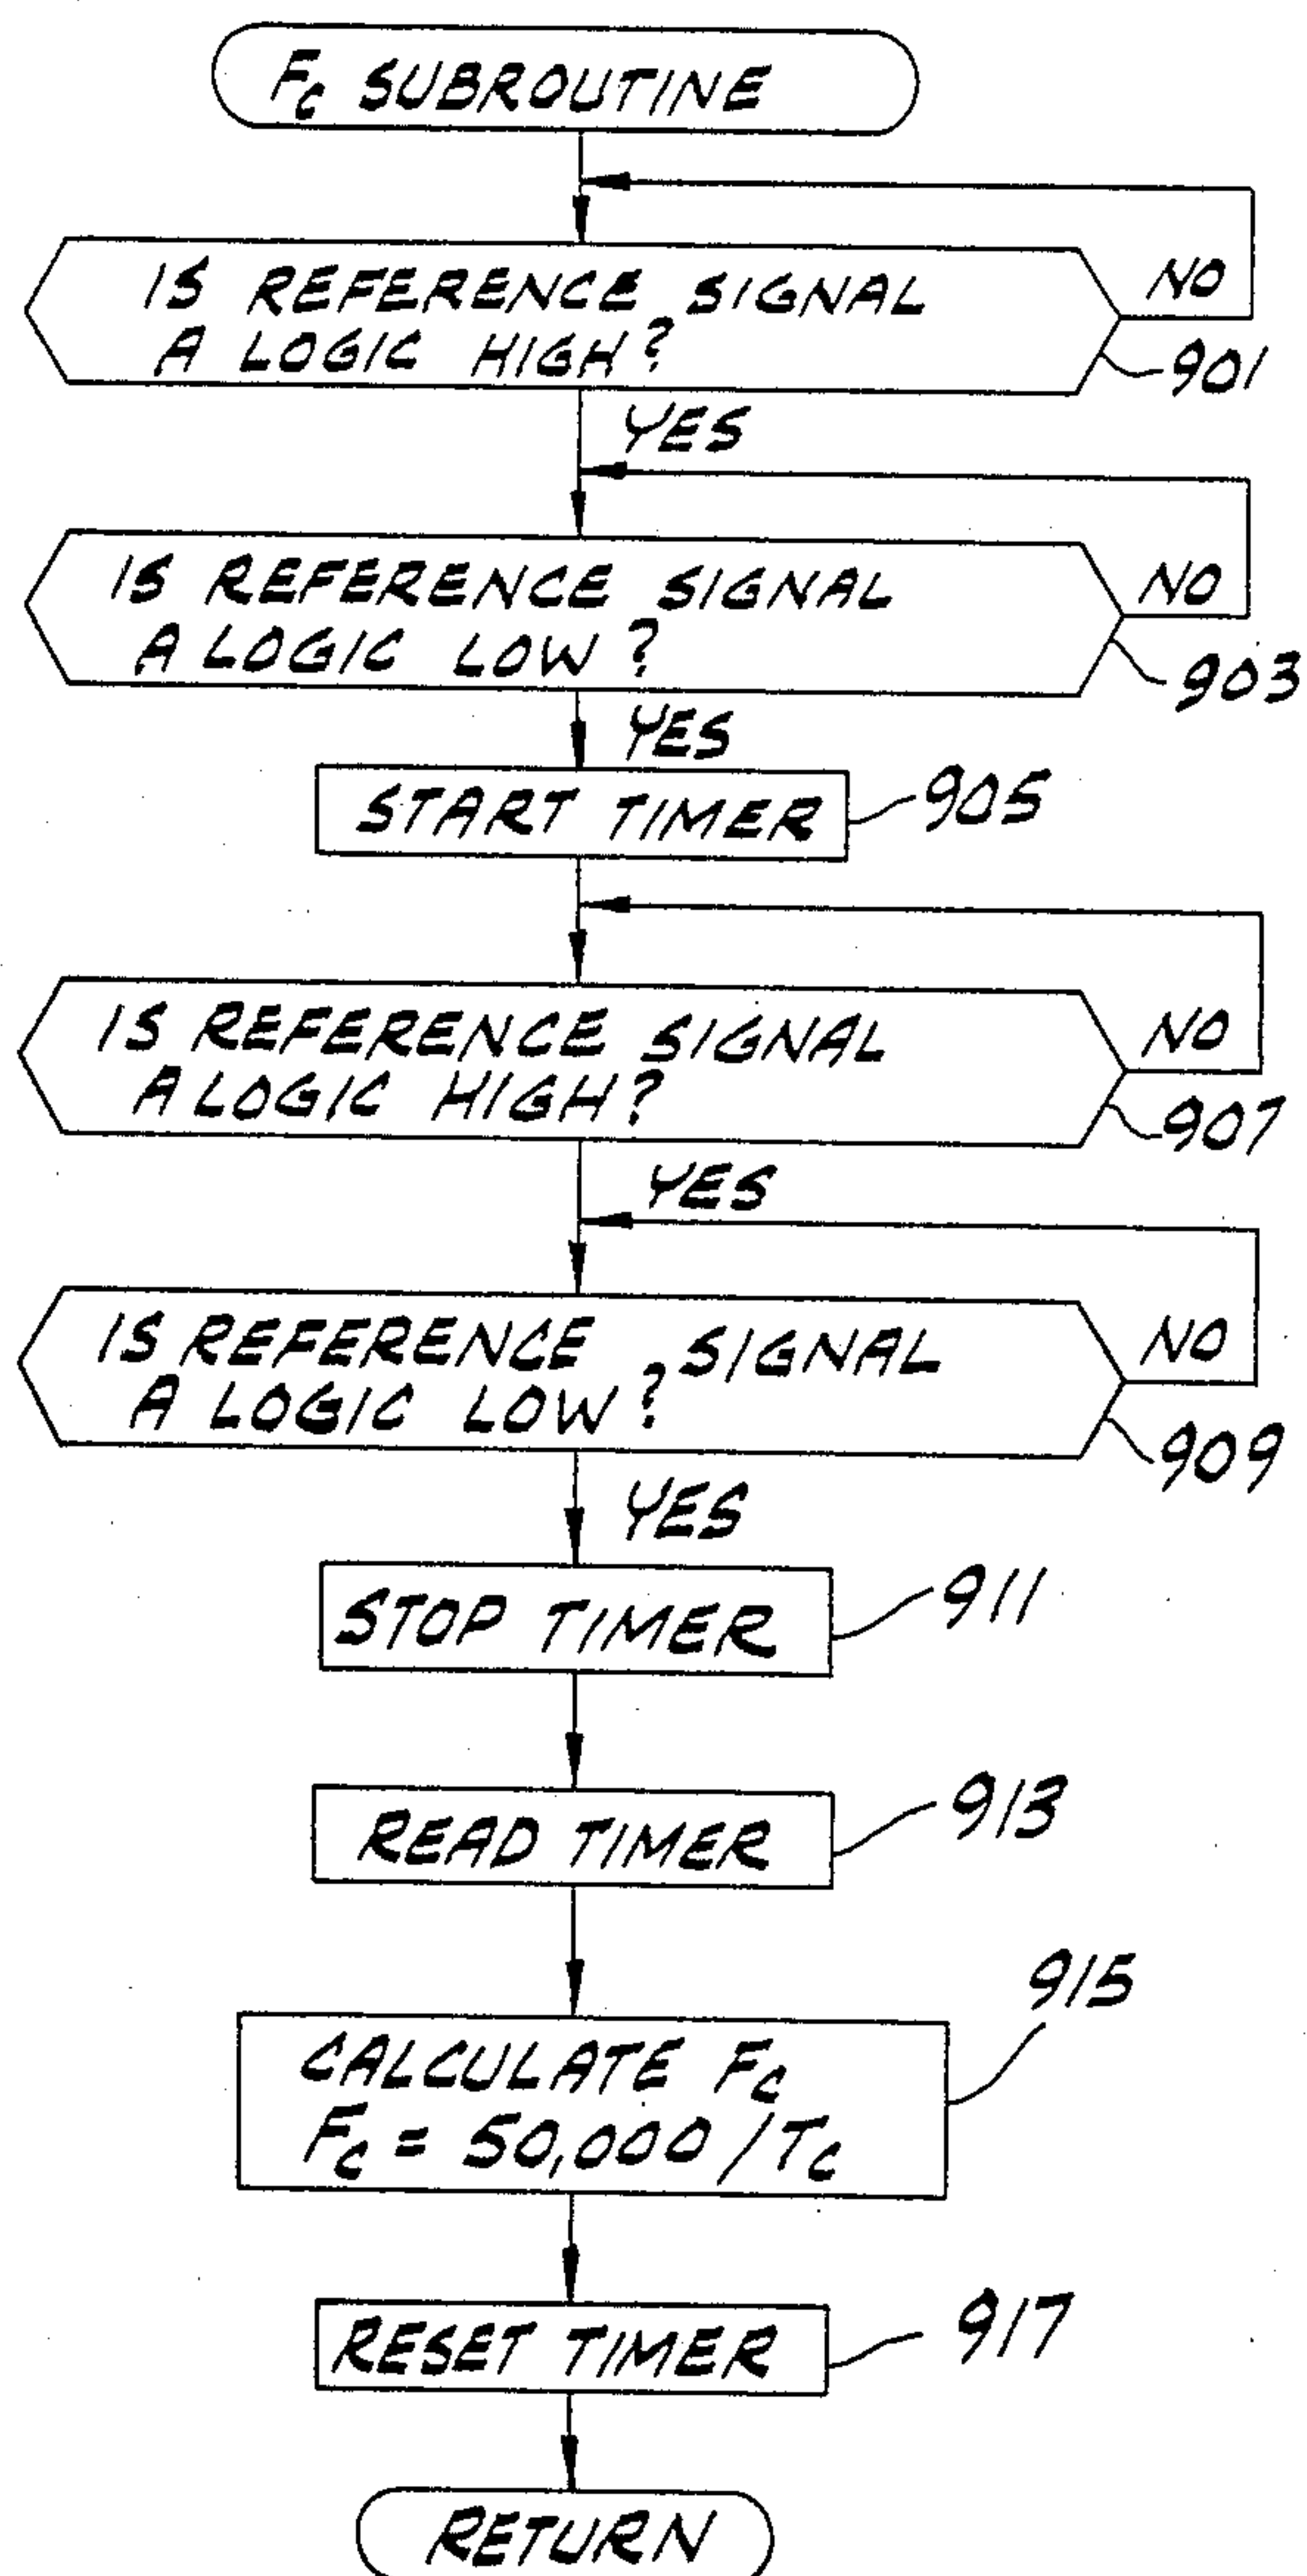 Fc SUBROUTINE
NO
IS REFERENCE SIGNAL
A LOGIC HIGH?
901
YES
NO
IS REFERENCE SIGNAL
A LOGIC LOW?
903
YES
START TIMER
905
NO
IS REFERENCE SIGNAL
A LOGIC HIGH?
907
YES
NO
IS REFERENCE SIGNAL
A LOGIC LOW?
909
YES
STOP TIMER
911
READ TIMER
913
915
CALCULATE Fc
Fc = 50,000/Tc
RESET TIMER
917
RETURN